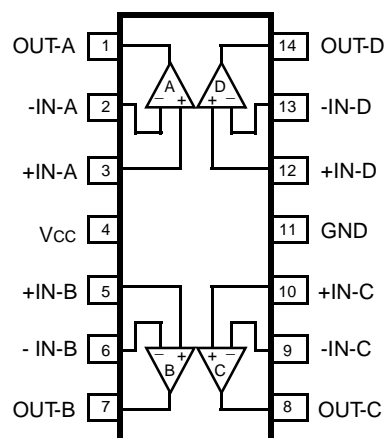 OUT-A 1 14 OUT-D
A D
-IN-A 2 - + + - 13 -IN-D
+IN-A 3 12 +IN-D
VCC 4 11 GND
+IN-B 5 10 +IN-C
- IN-B 6 - + + - 9 -IN-C
B C
OUT-B 7 8 OUT-C